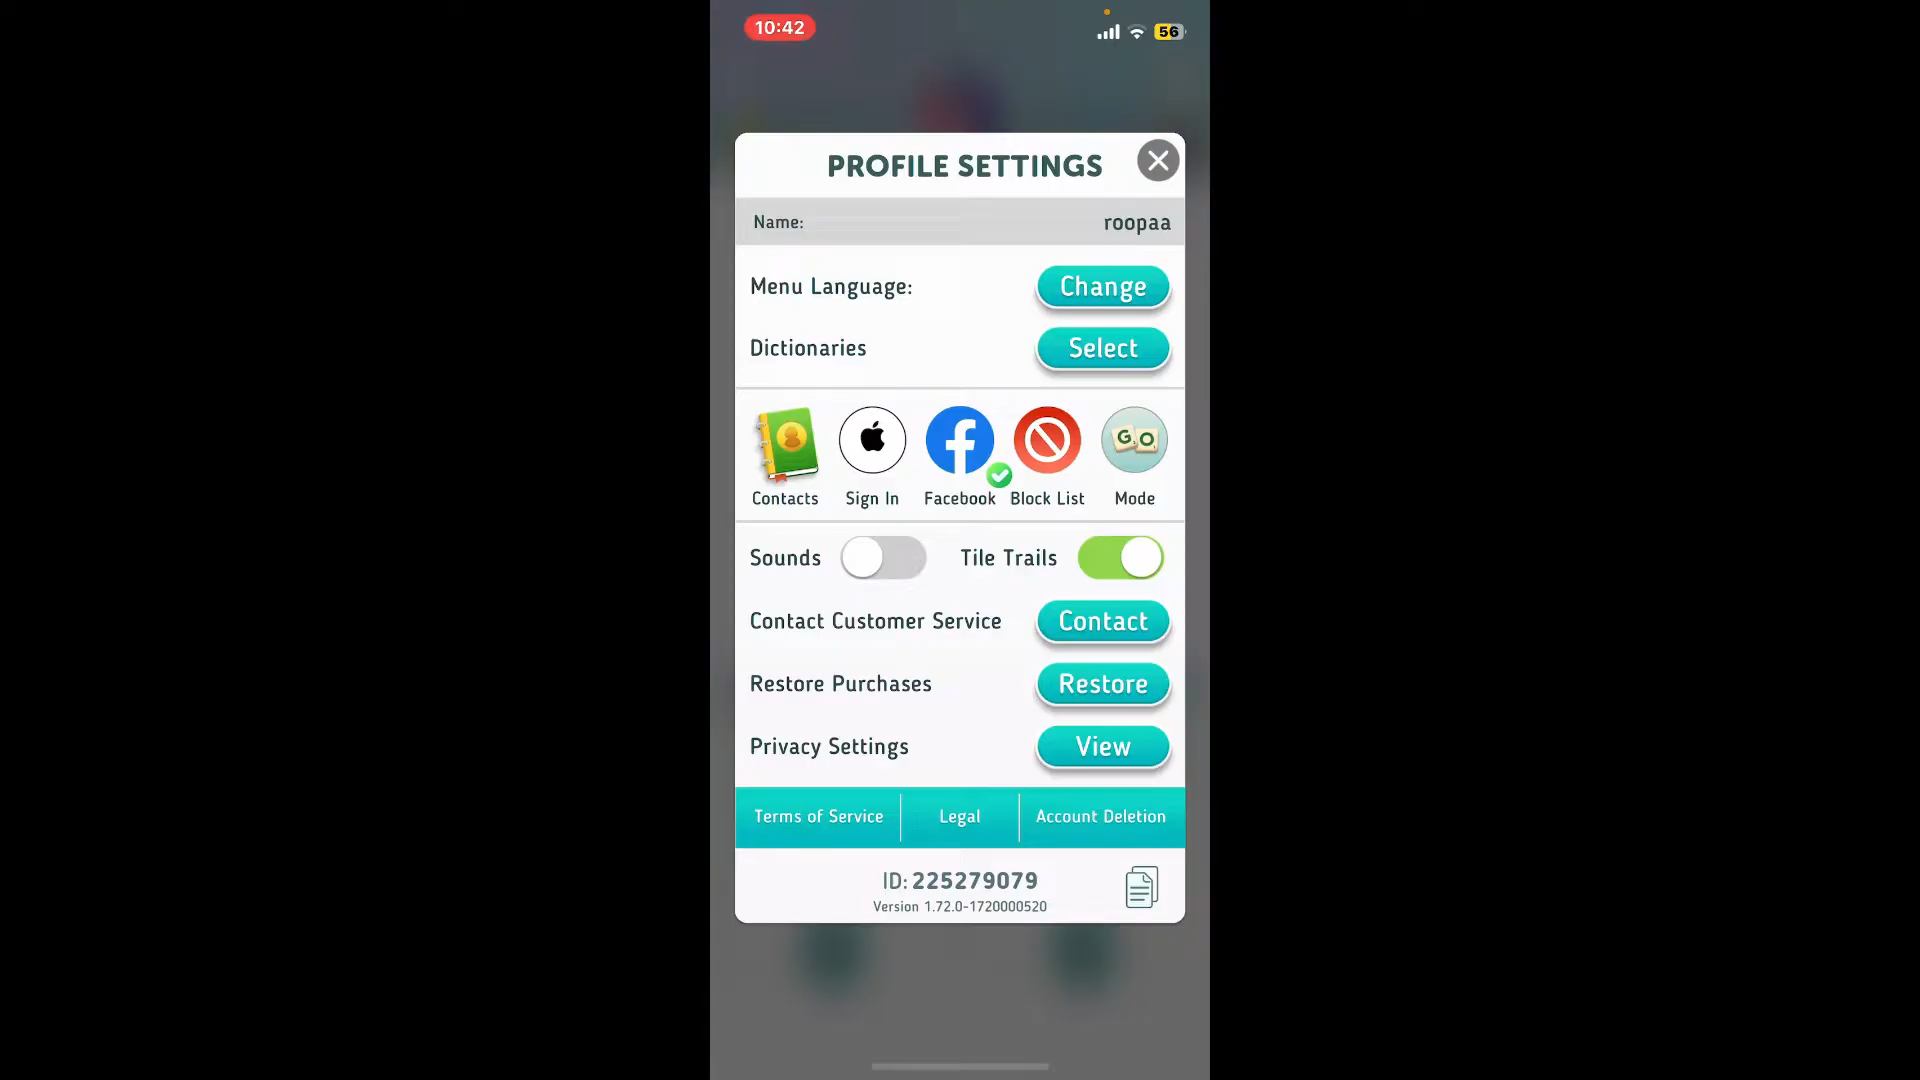 10:42
56
PROFILE SETTINGS
Name: roopaa
Menu Language: Change
Dictionaries Select
G O
Contacts Sign In Facebook Block List Mode
Sounds Tile Trails
Contact Customer Service Contact
Restore Purchases Restore
Privacy Settings View
Terms of Service Legal Account Deletion
ID: 225279079
Version 1.72.0-1720000520